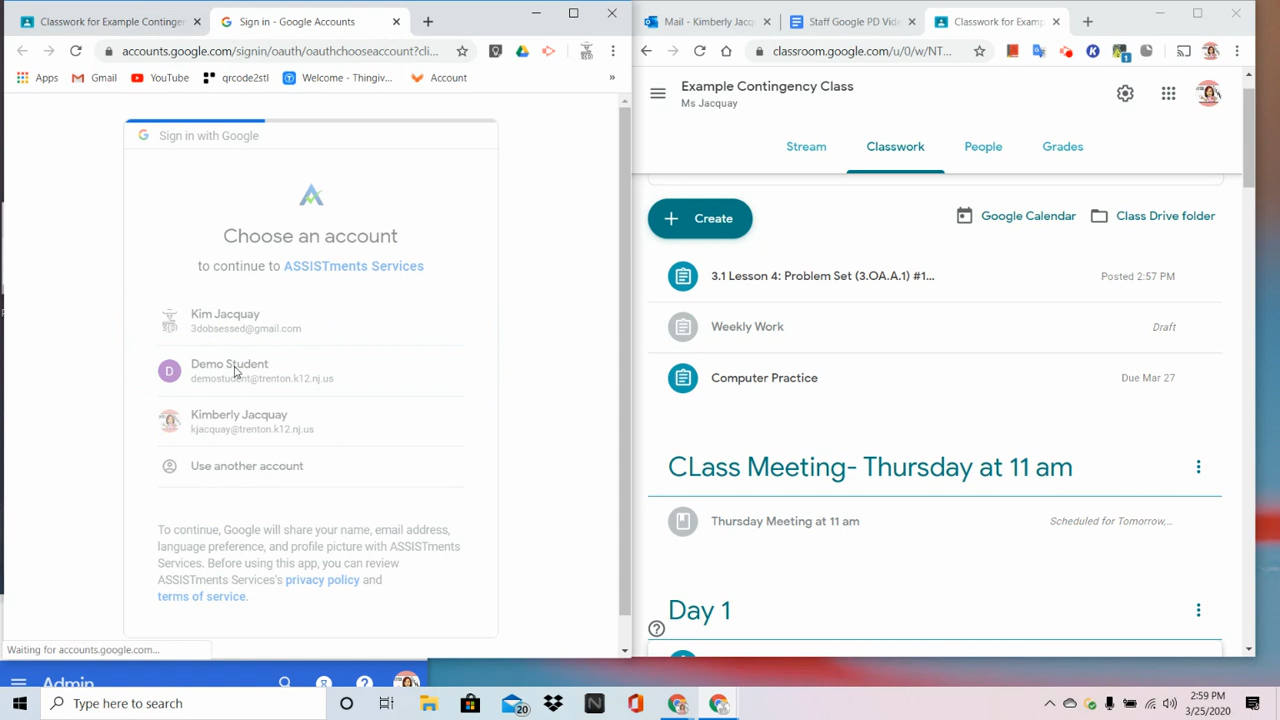 Classwork for Example Contingen
Sign in - Google Accounts
accounts.google.com/signin/oauth/oauthchooseaccount?cli...
Apps
Gmail
YouTube
qrcode2stl
Welcome - Thingiv...
Account
»
Sign in with Google
Choose an account
to continue to ASSISTments Services
Kim Jacquay
3dobsessed@gmail.com
D
Demo Student
demostudent@trenton.k12.nj.us
Kimberly Jacquay
kjacquay@trenton.k12.nj.us
Use another account
To continue, Google will share your name, email address,
language preference, and profile picture with ASSISTments
Services. Before using this app, you can review
ASSISTments Services's privacy policy and
terms of service.
Waiting for accounts.google.com...
Admin
Mail - Kimberly Jacq
Staff Google PD Vide
Classwork for Examp
classroom.google.com/u/0/w/NT...
1
Example Contingency Class
Ms Jacquay
Stream
Classwork
People
Grades
+ Create
Google Calendar
Class Drive folder
3.1 Lesson 4: Problem Set (3.OA.A.1) #1...
Posted 2:57 PM
Weekly Work
Draft
Computer Practice
Due Mar 27
CLass Meeting- Thursday at 11 am
Thursday Meeting at 11 am
Scheduled for Tomorrow,...
Day 1
Type here to search
20
N
2:59 PM
3/25/2020